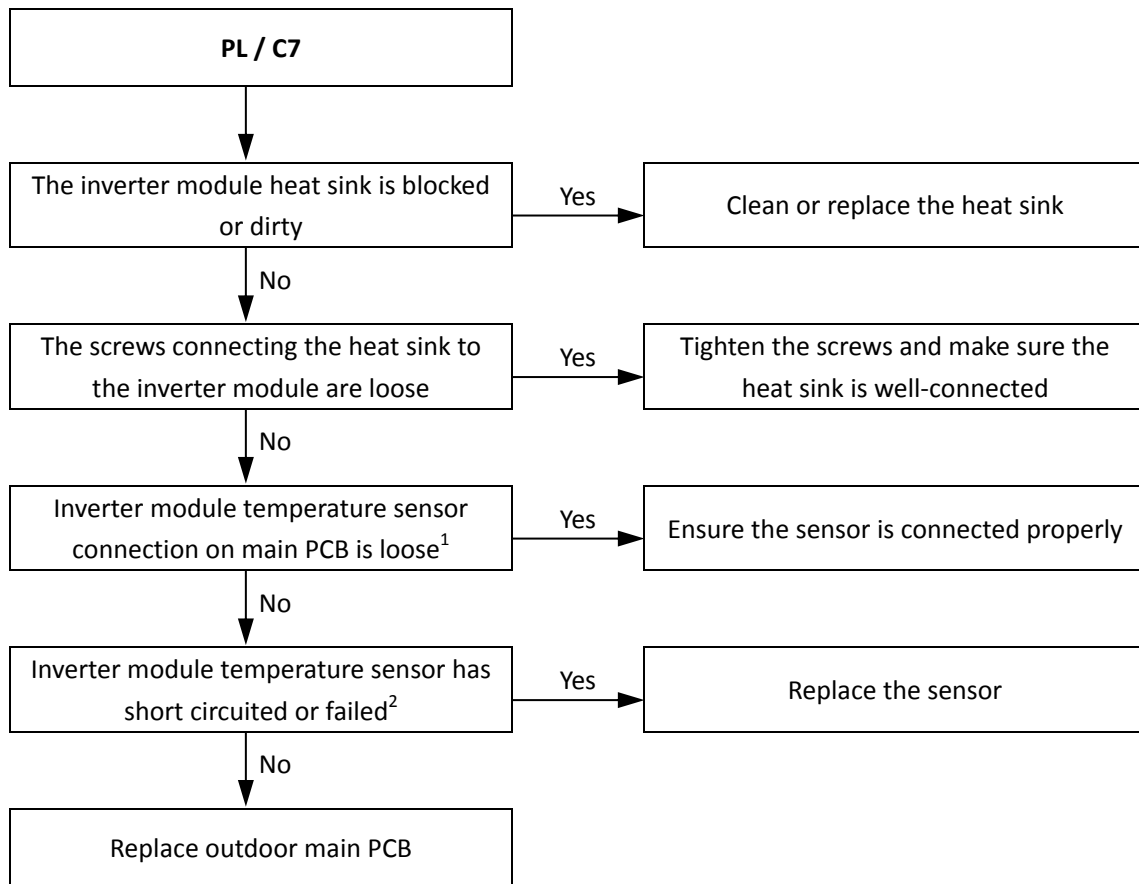 PL / C7
The inverter module heat sink is blocked
or dirty
Yes
Clean or replace the heat sink
No
The screws connecting the heat sink to
the inverter module are loose
Yes
Tighten the screws and make sure the
heat sink is well-connected
No
Inverter module temperature sensor
connection on main PCB is loose¹
Yes
Ensure the sensor is connected properly
No
Inverter module temperature sensor has
short circuited or failed²
Yes
Replace the sensor
No
Replace outdoor main PCB